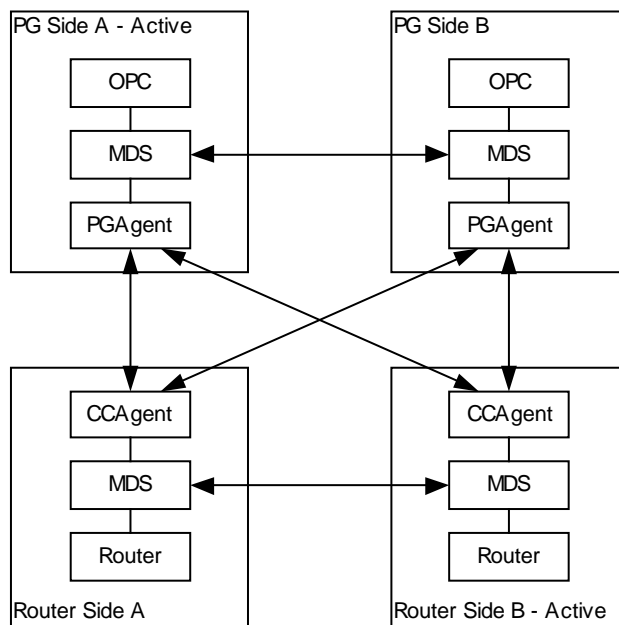 PG Side A - Active
PG Side B
OPC
OPC
MDS
MDS
PGAgent
PGAgent
CCAgent
CCAgent
MDS
MDS
Router
Router
Router Side A
Router Side B - Active